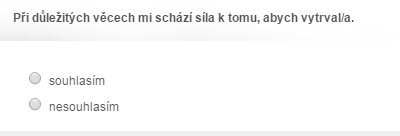 Při důležitých věcech mi schází síla k tomu, abych vytrval/a.
souhlasím
nesouhlasím